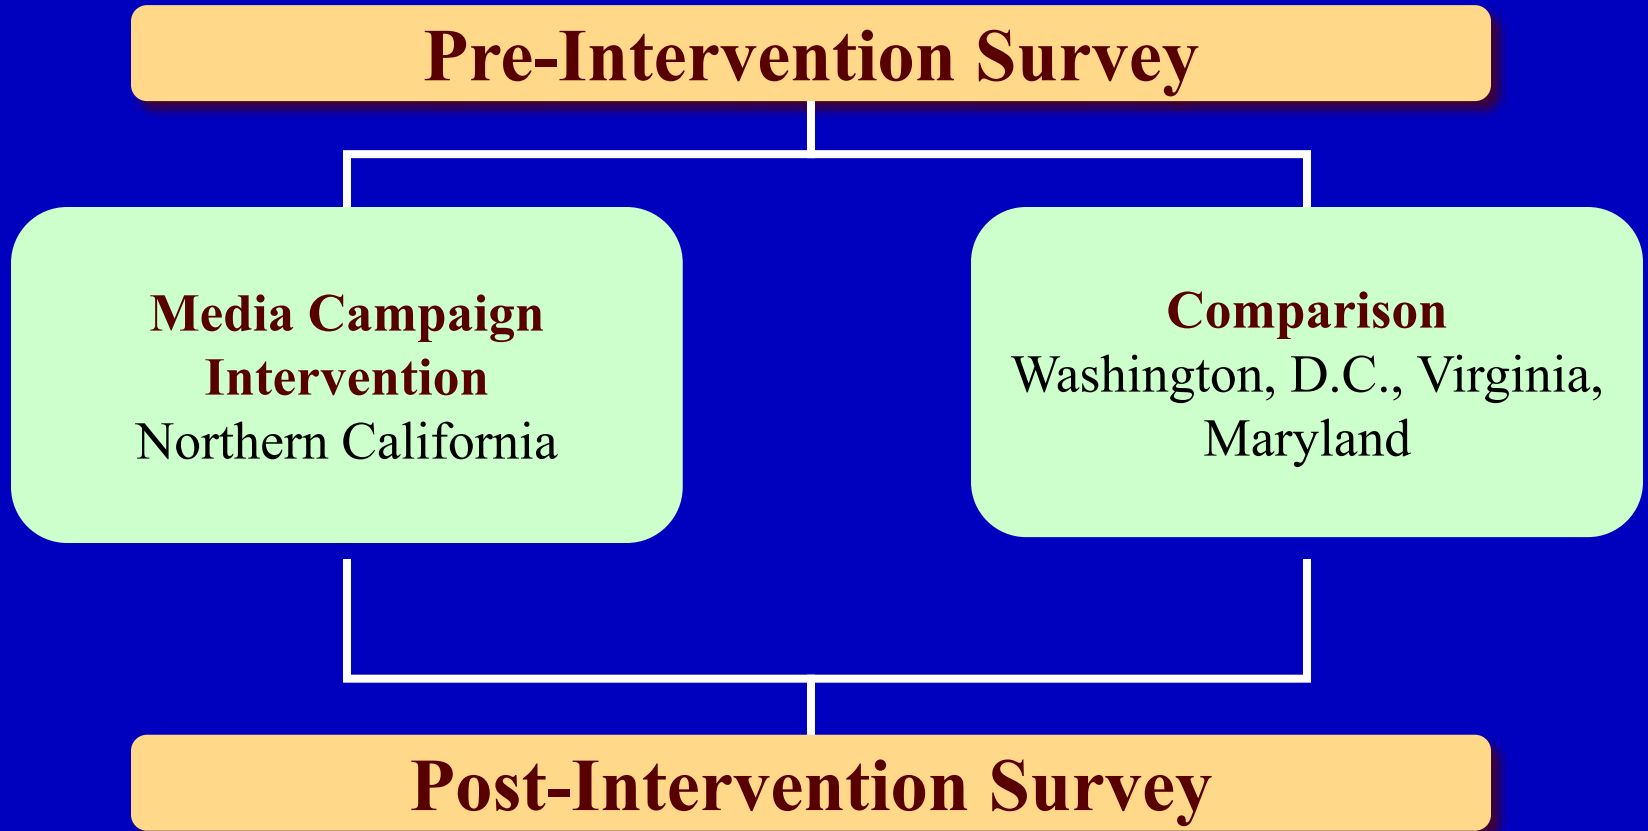 Pre-Intervention Survey
Media Campaign
Intervention
Northern California
Comparison
Washington, D.C., Virginia,
Maryland
Post-Intervention Survey